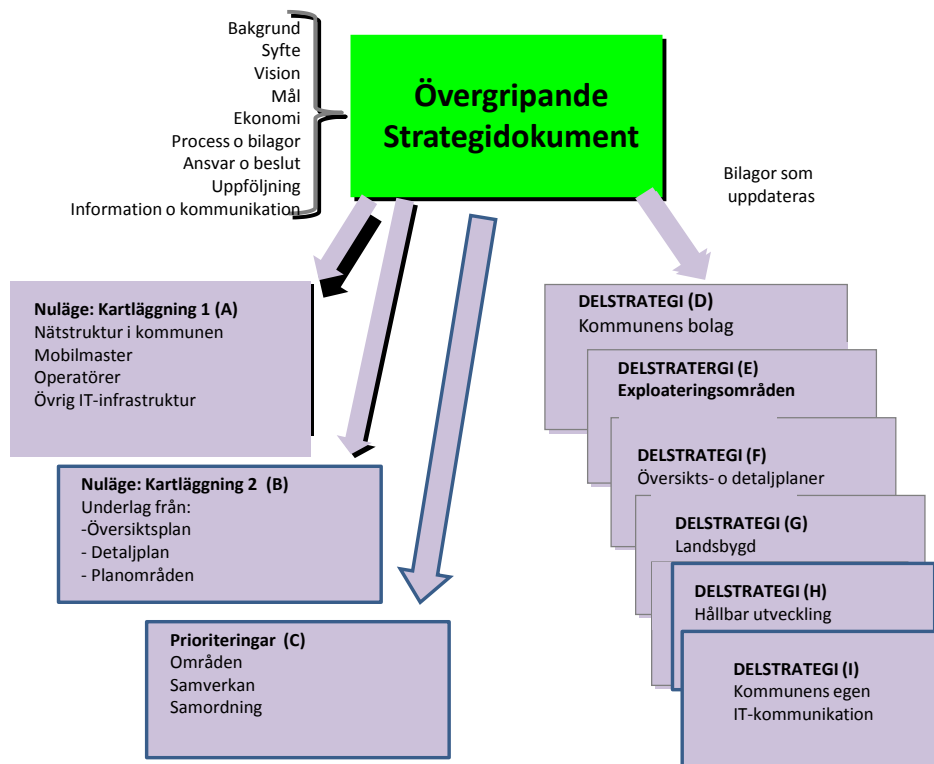 Bakgrund
Syfte
Vision
Mål
Ekonomi
Process o bilagor
Ansvar o beslut
Uppföljning
Information o kommunikation
Övergripande
Strategidokument
Bilagor som
uppdateras
Nuläge: Kartläggning 1 (A)
Nätstruktur i kommunen
Mobilmaster
Operatörer
Övrig IT-infrastruktur
Nuläge: Kartläggning 2 (B)
Underlag från:
-Översiktsplan
- Detaljplan
- Planområden
Prioriteringar (C)
Områden
Samverkan
Samordning
DELSTRATEGI (D)
Kommunens bolag
DELSTRATERGI (E)
Exploateringsområden
DELSTRATEGI (F)
Översikts- o detaljplaner
DELSTRATEGI (G)
Landsbygd
DELSTRATEGI (H)
Hållbar utveckling
DELSTRATEGI (I)
Kommunens egen
IT-kommunikation